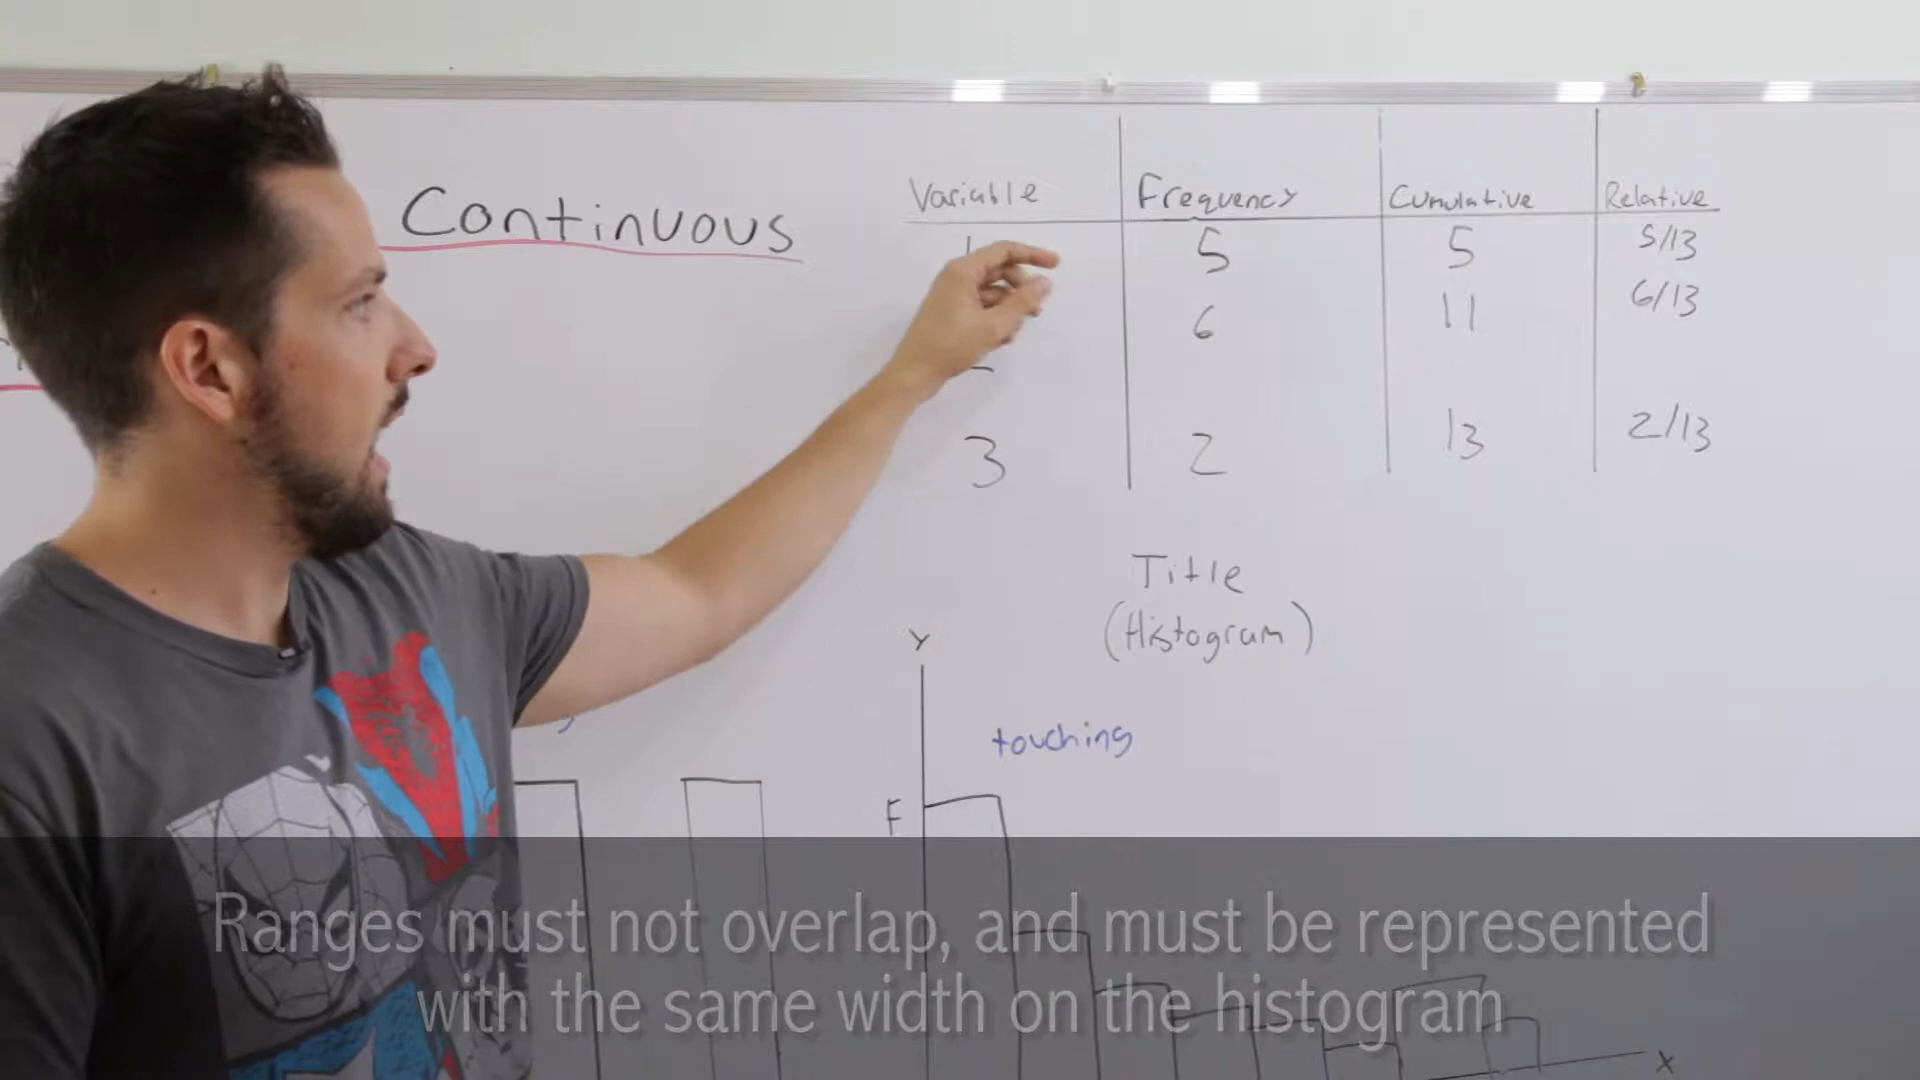 Continuous
Variable Frequency Cumulative Relative
5 5 5/13
6 11 6/13
3 2 13 2/13
Title
(Histogram)
Y
touching
F
Ranges must not overlap, and must be represented
with the same width on the histogram
X